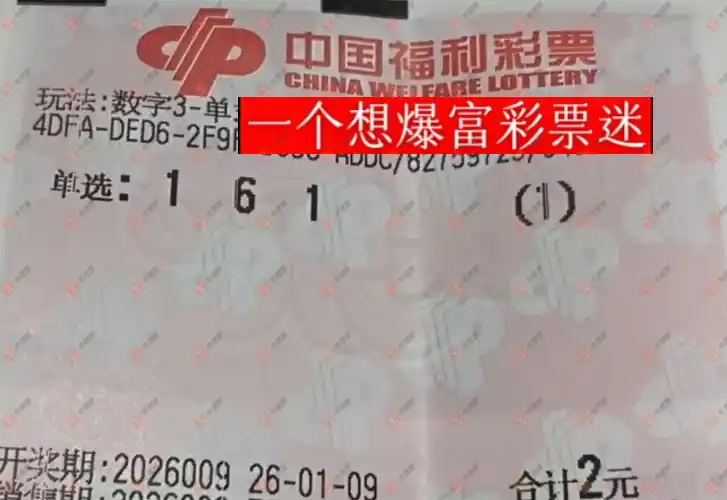 中国福利彩票
CHINA WELFARE LOTTERY
玩法:数字3-单
一个想爆富彩票迷
4DFA-DED6-2F9
单选: 1 6 1 (1)
开奖期:2026009 26-01-09 合计2元